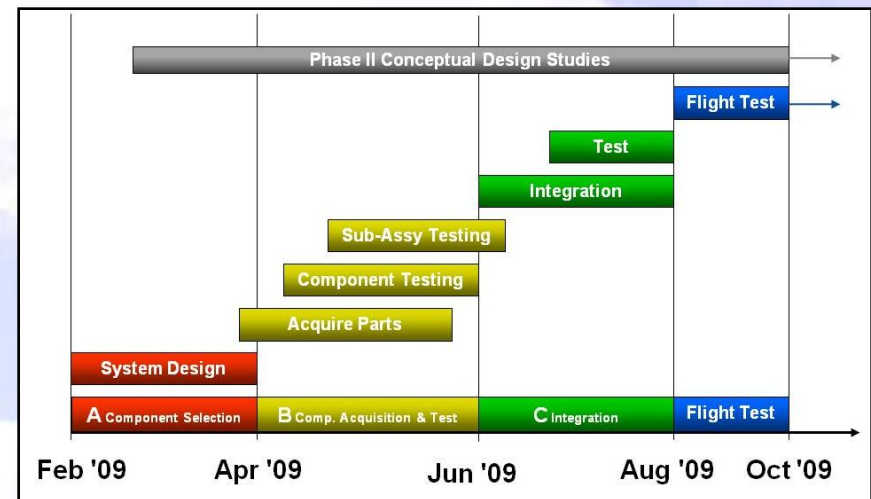 Phase II Conceptual Design Studies
Flight Test
Test
Integration
Sub-Assy Testing
Component Testing
Acquire Parts
System Design
A Component Selection B Comp. Acquisition & Test C Integration Flight Test
Feb '09 Apr '09 Jun '09 Aug '09 Oct '09